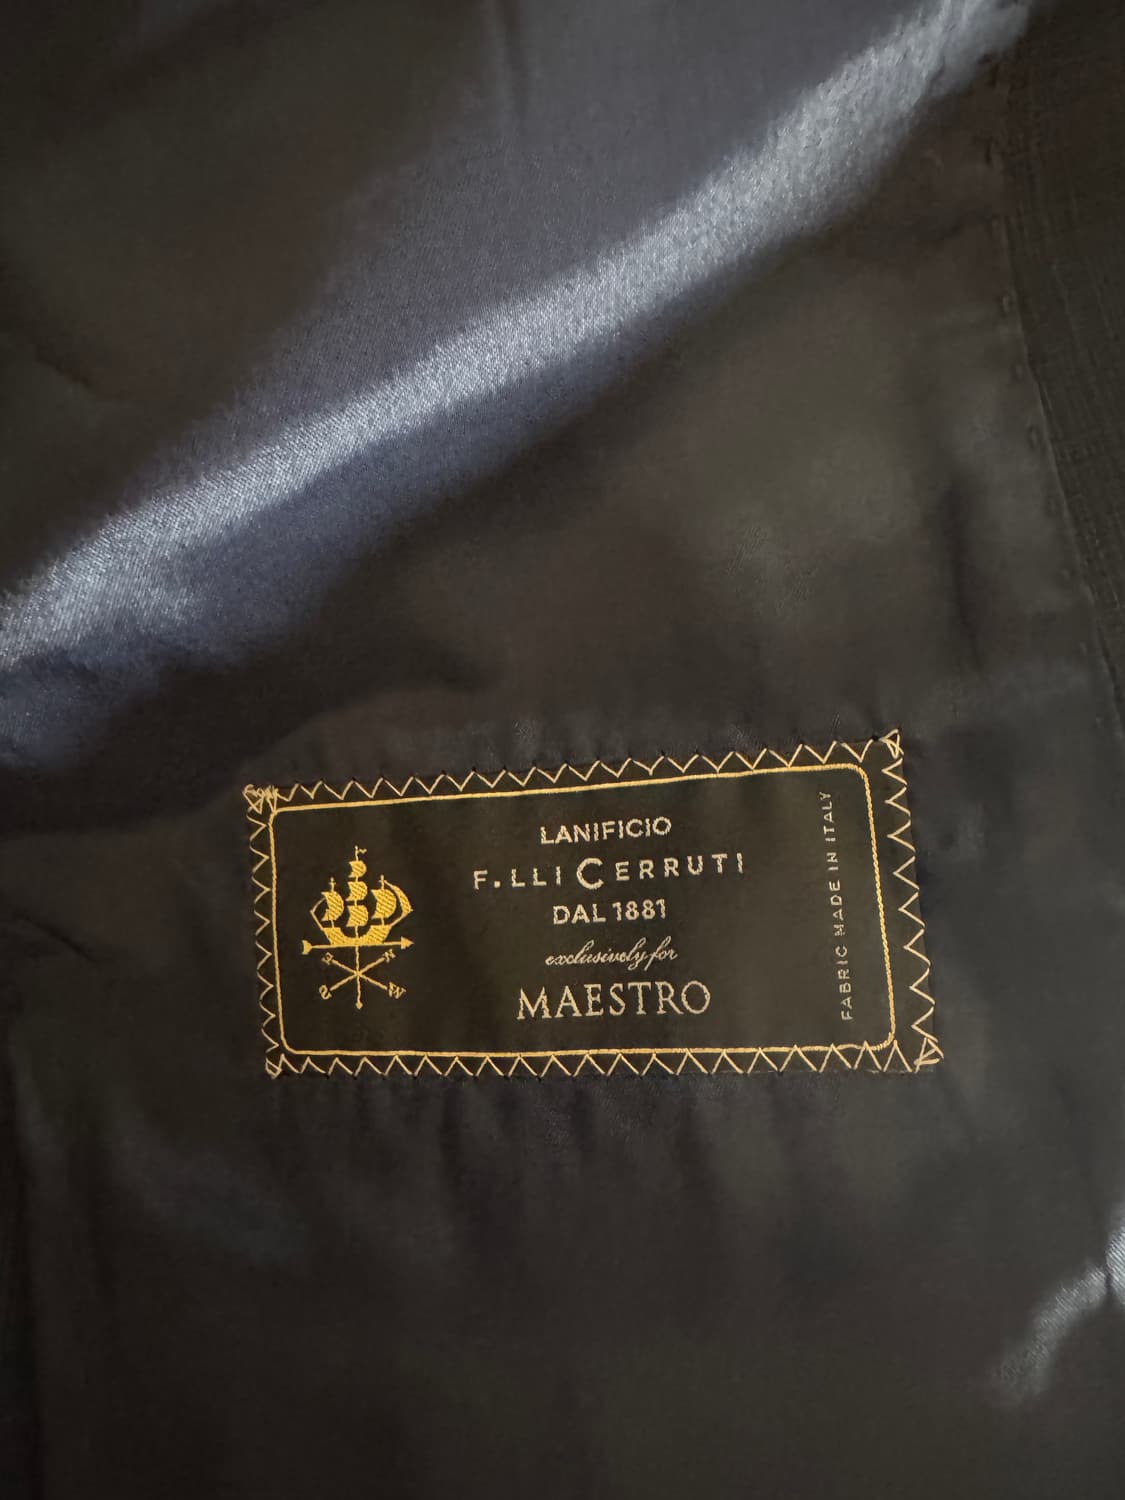 LANIFICIO
F.LLI CERRUTI
DAL 1881
exclusively for
MAESTRO
FABRIC MADE IN ITALY